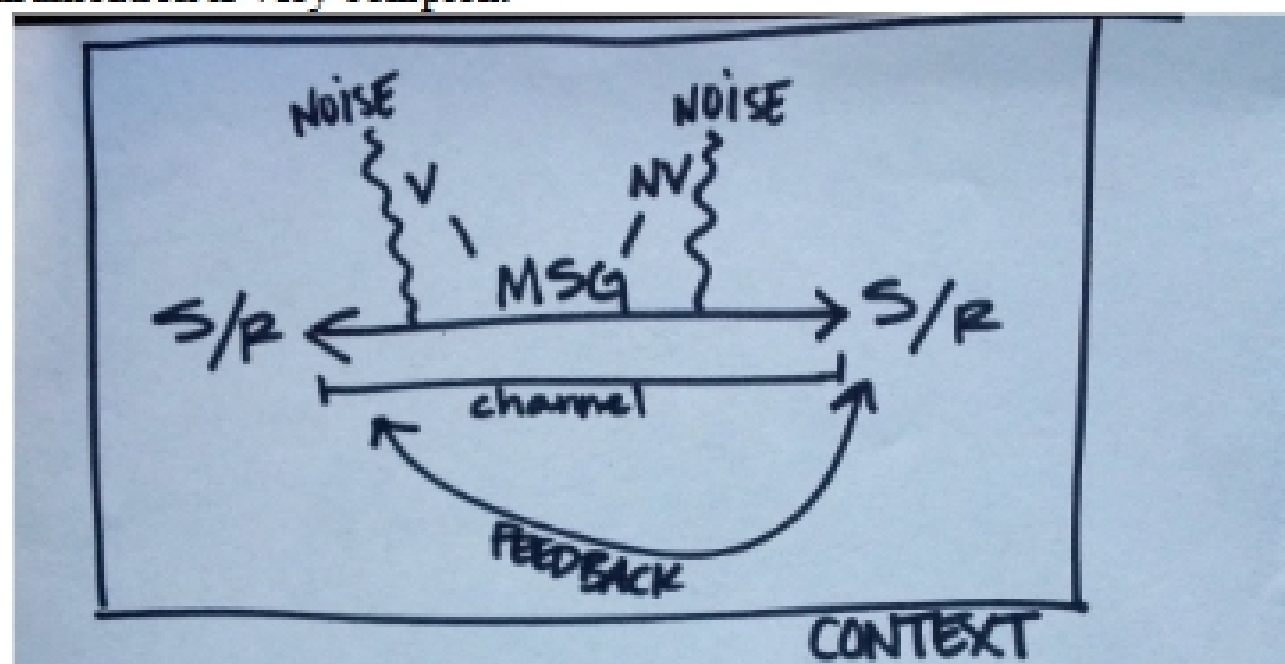 NOISE NOISE
V NV
MSG
S/R S/R
channel
FEEDBACK
CONTEXT